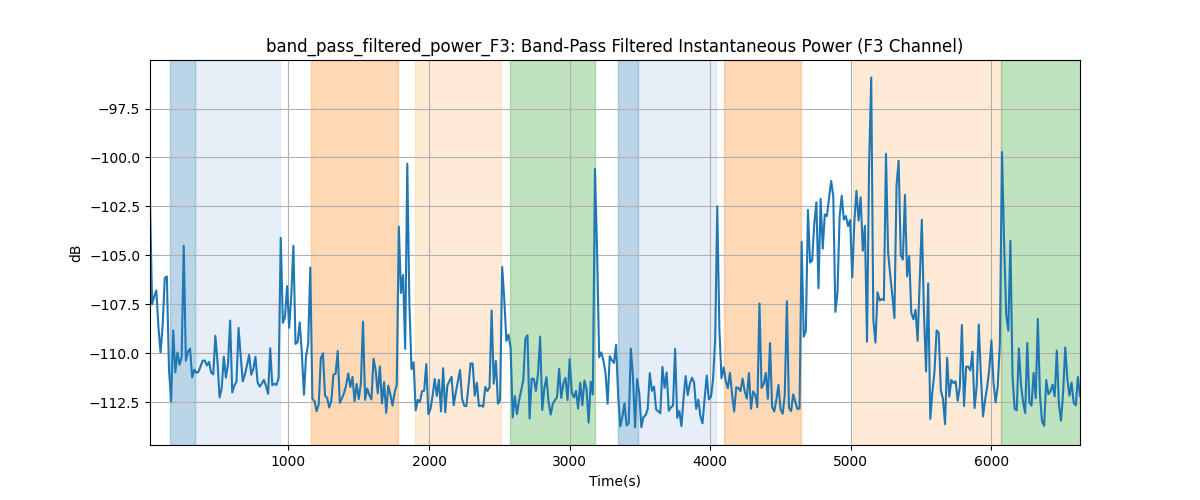 band_pass_filtered_power_F3: Band-Pass Filtered Instantaneous Power (F3 Channel)
−97.5
−100.0
−102.5
−105.0
−107.5
−110.0
−112.5
dB
1000 2000 3000 4000 5000 6000
Time(s)